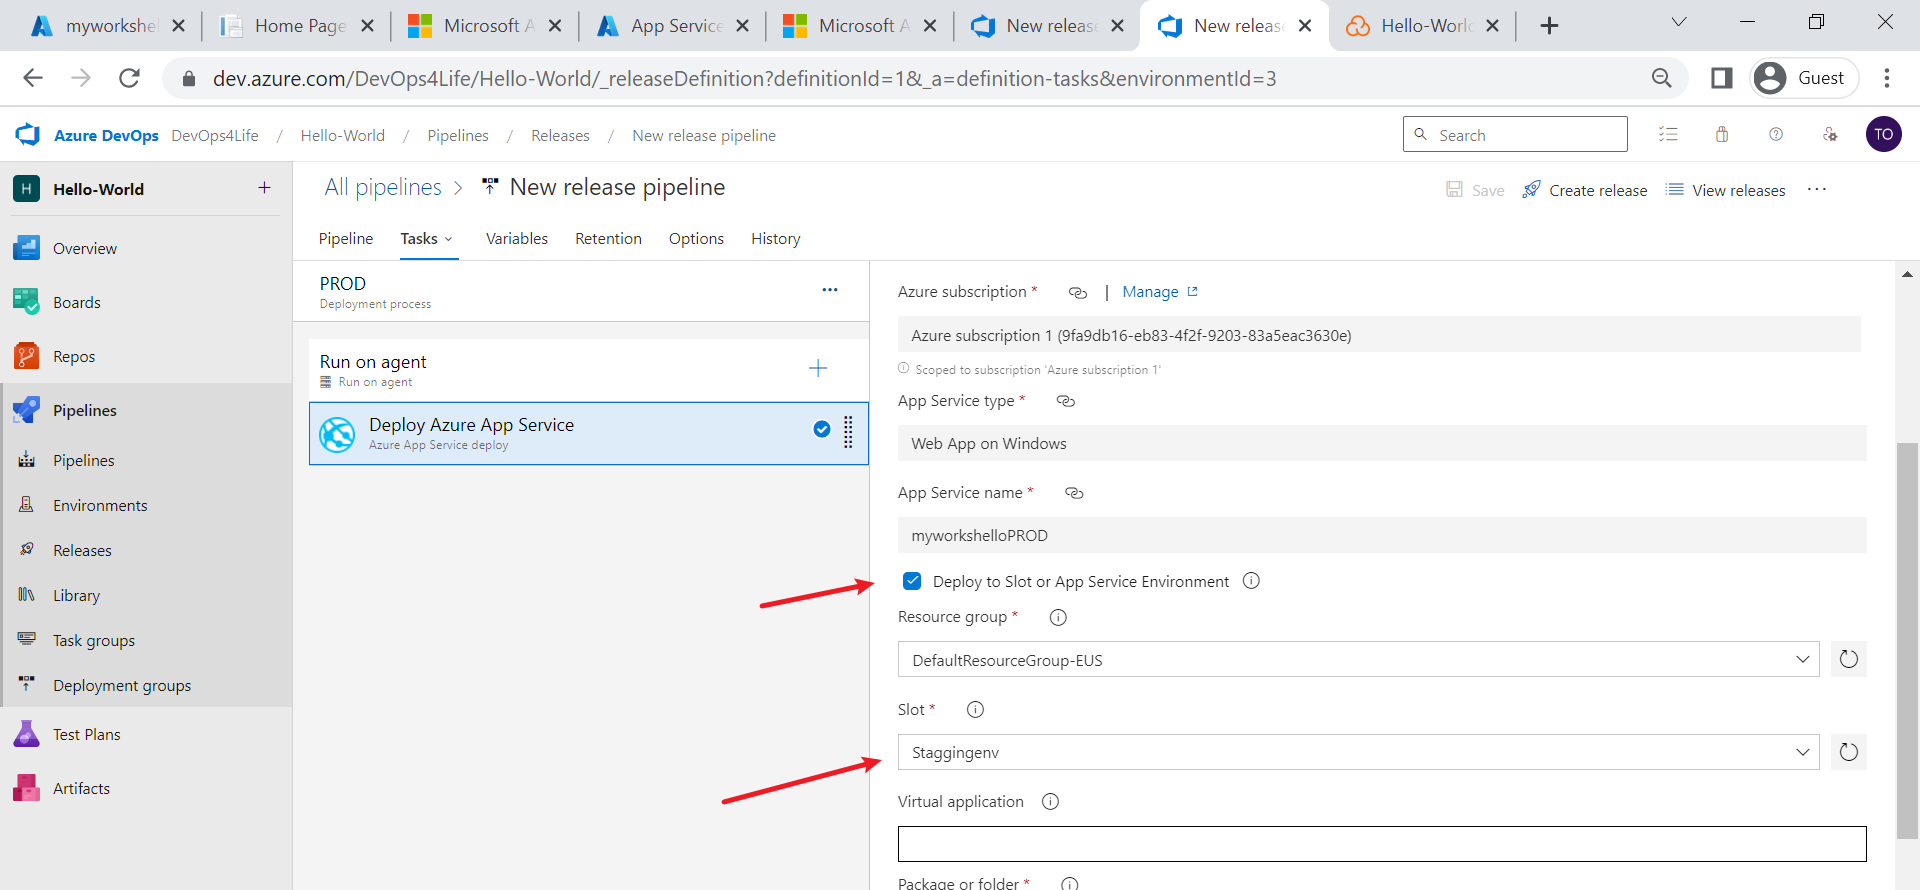 myworkshel
Home Page
Microsoft A
App Service
Microsoft A
New release
New release
Hello-World
dev.azure.com/DevOps4Life/Hello-World/_releaseDefinition?definitionId=1&_a=definition-tasks&environmentId=3
Guest
Azure DevOps DevOps4Life / Hello-World / Pipelines / Releases / New release pipeline
Search
TO
H Hello-World +
Overview
Boards
Repos
Pipelines
Pipelines
Environments
Releases
Library
Task groups
Deployment groups
Test Plans
Artifacts
All pipelines > New release pipeline
Save Create release View releases ...
Pipeline Tasks Variables Retention Options History
PROD
Deployment process
Run on agent
Run on agent
Deploy Azure App Service
Azure App Service deploy
Azure subscription * | Manage
Azure subscription 1 (9fa9db16-eb83-4f2f-9203-83a5eac3630e)
Scoped to subscription 'Azure subscription 1'
App Service type *
Web App on Windows
App Service name *
myworkshelloPROD
Deploy to Slot or App Service Environment
Resource group *
DefaultResourceGroup-EUS
Slot *
Staggingenv
Virtual application
Package or folder *